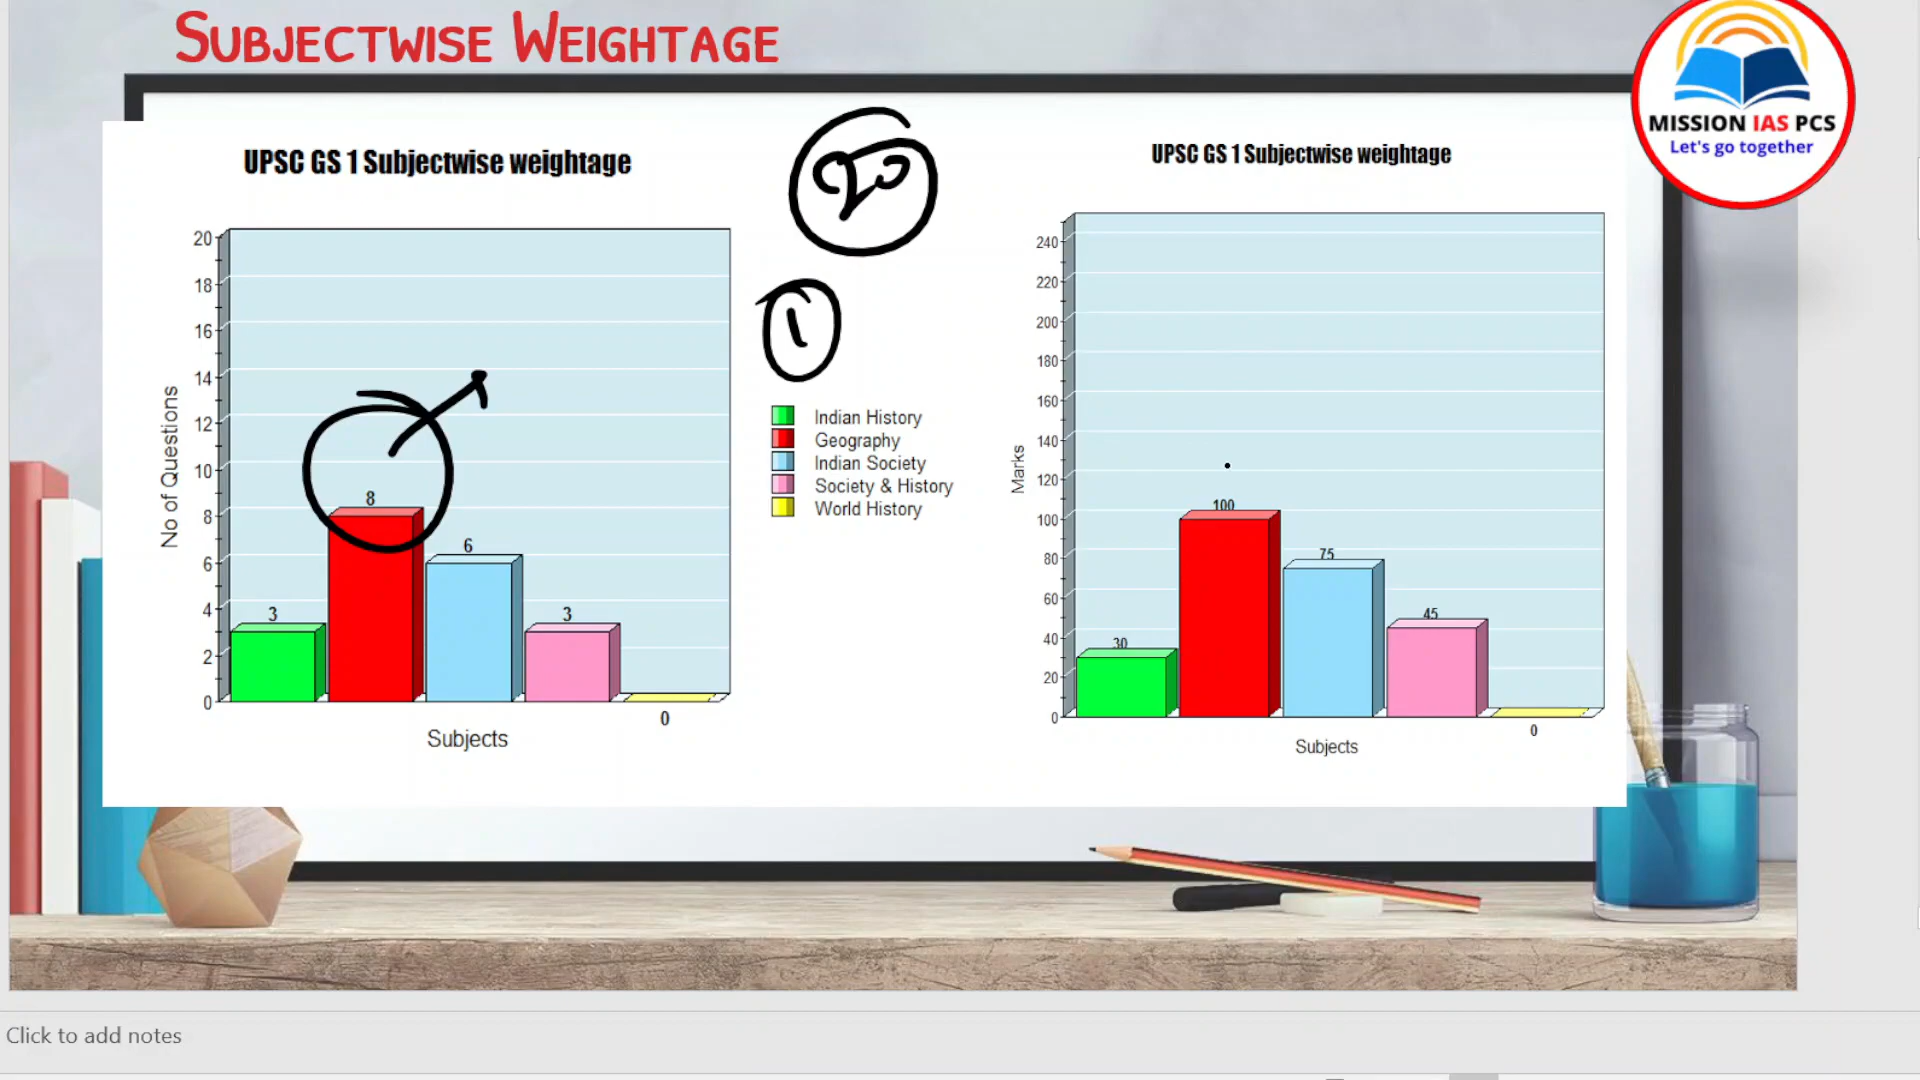 SUBJECTWISE WEIGHTAGE
MISSION IAS PCS
Let's go together
UPSC GS 1 Subjectwise weightage
20
18
16
14
12
10
8
6
4
2
0
No of Questions
3
8
6
3
0
Subjects
20
1
Indian History
Geography
Indian Society
Society & History
World History
UPSC GS 1 Subjectwise weightage
240
220
200
180
160
140
120
100
80
60
40
20
0
Marks
30
100
75
45
0
Subjects
Click to add notes